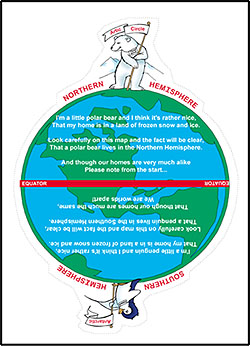 Artic Circle
NORTHERN HEMISPHERE
I'm a little polar bear and I think it's rather nice,
That my home is in a land of frozen snow and ice.
Look carefully on this map and the fact will be clear,
That a polar bear lives in the Northern Hemisphere.
And though our homes are very much alike
Please note from the start...
EQUATOR EQUATOR
I'm a little penguin and I think it's rather nice,
That my home is in a land of frozen snow and ice.
Look carefully on this map and the fact will be clear,
That a penguin lives in the Southern Hemisphere.
That though our homes are much the same,
We are worlds apart!
SOUTHERN HEMISPHERE